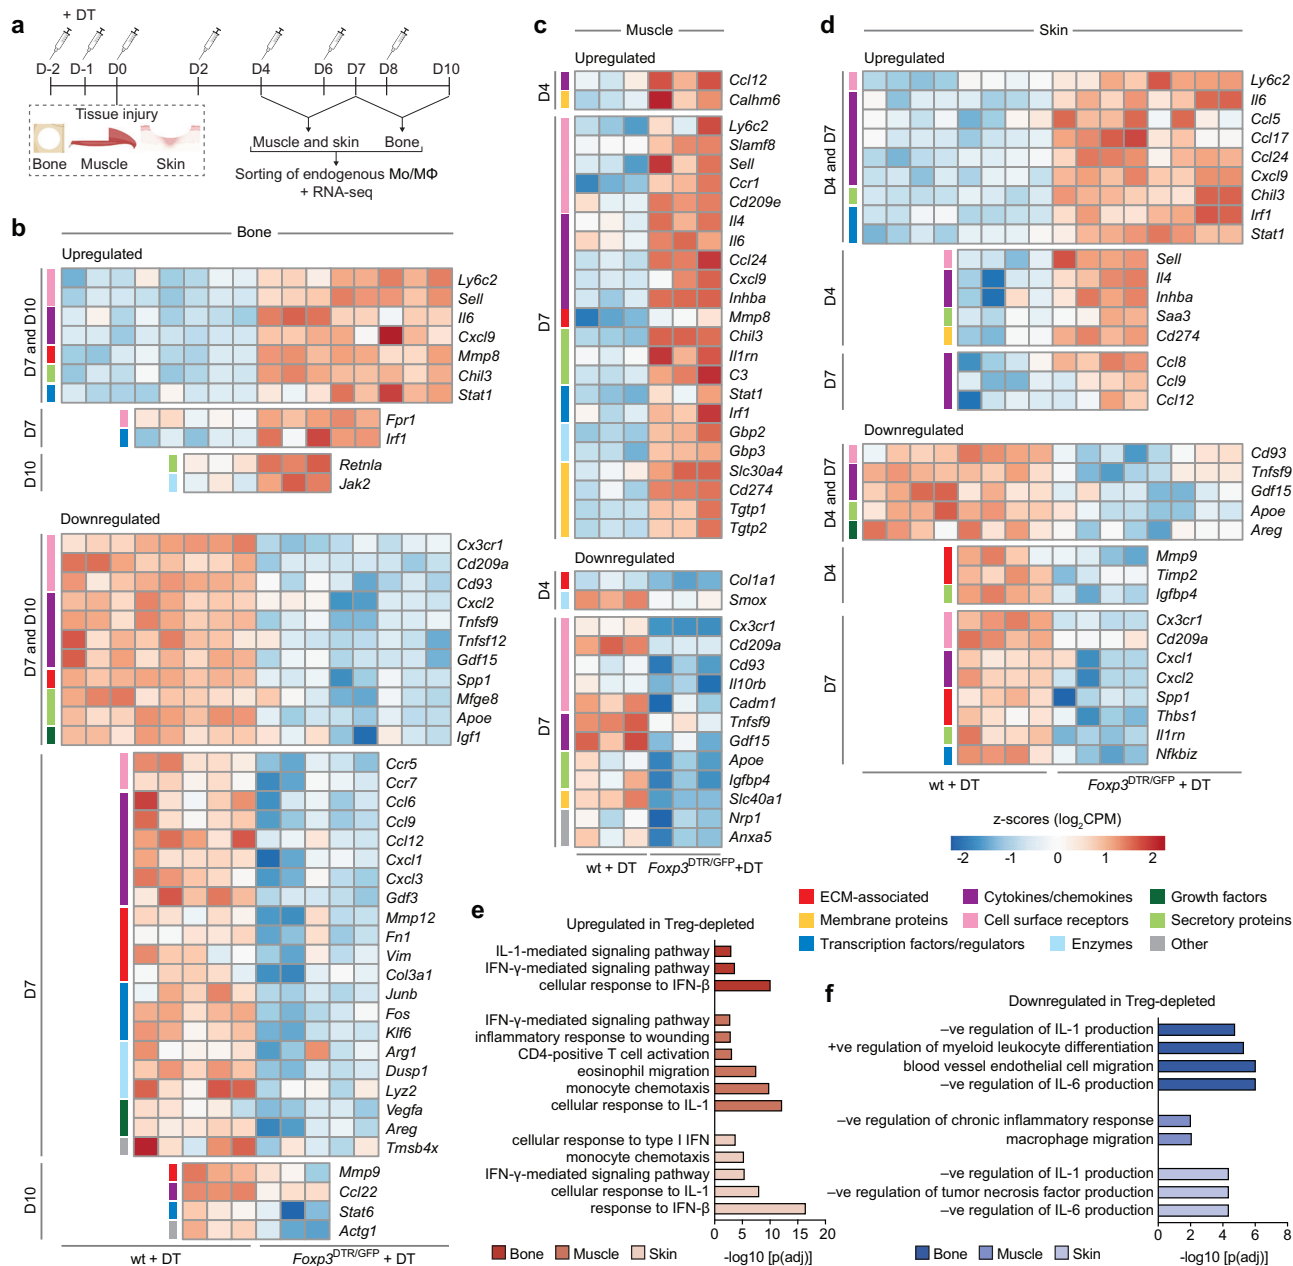 a
+ DT
D-2 D-1 D0 D2 D4 D6 D7 D8 D10
Tissue injury
Bone Muscle Skin
Muscle and skin Bone
Sorting of endogenous Mo/MΦ
+ RNA-seq
b
Bone
Upregulated
D7 and D10
Ly6c2
Sell
Il6
Cxcl9
Mmp8
Chil3
Stat1
D7
Fpr1
Irf1
D10
Retnla
Jak2
Downregulated
D7 and D10
Cx3cr1
Cd209a
Cd93
Cxcl2
Tnfsf9
Tnfsf12
Gdf15
Spp1
Mfge8
Apoe
Igf1
D7
Ccr5
Ccr7
Ccl6
Ccl9
Ccl12
Cxcl1
Cxcl3
Gdf3
Mmp12
Fn1
Vim
Col3a1
Junb
Fos
Klf6
Arg1
Dusp1
Lyz2
Vegfa
Areg
Tmsb4x
D10
Mmp9
Ccl22
Stat6
Actg1
wt + DT Foxp3DTR/GFP + DT
c
Muscle
Upregulated
D4
Ccl12
Calhm6
D7
Ly6c2
Slamf8
Sell
Ccr1
Cd209e
Il4
Il6
Ccl24
Cxcl9
Inhba
Mmp8
Chil3
Il1rn
C3
Stat1
Irf1
Gbp2
Gbp3
Slc30a4
Cd274
Tgtp1
Tgtp2
Downregulated
D4
Col1a1
Smox
D7
Cx3cr1
Cd209a
Cd93
Il10rb
Cadm1
Tnfsf9
Gdf15
Apoe
Igfbp4
Slc40a1
Nrp1
Anxa5
wt + DT Foxp3DTR/GFP +DT
d
Skin
Upregulated
D4 and D7
Ly6c2
Il6
Ccl5
Ccl17
Ccl24
Cxcl9
Chil3
Irf1
Stat1
D4
Sell
Il4
Inhba
Saa3
Cd274
D7
Ccl8
Ccl9
Ccl12
Downregulated
D4 and D7
Cd93
Tnfsf9
Gdf15
Apoe
Areg
D4
Mmp9
Timp2
Igfbp4
D7
Cx3cr1
Cd209a
Cxcl1
Cxcl2
Spp1
Thbs1
Il1rn
Nfkbiz
wt + DT Foxp3DTR/GFP + DT
z-scores (log2CPM)
-2 -1 0 1 2
ECM-associated Cytokines/chemokines Growth factors
Membrane proteins Cell surface receptors Secretory proteins
Transcription factors/regulators Enzymes Other
e
Upregulated in Treg-depleted
IL-1-mediated signaling pathway
IFN-γ-mediated signaling pathway
cellular response to IFN-β
IFN-γ-mediated signaling pathway
inflammatory response to wounding
CD4-positive T cell activation
eosinophil migration
monocyte chemotaxis
cellular response to IL-1
cellular response to type I IFN
monocyte chemotaxis
IFN-γ-mediated signaling pathway
cellular response to IL-1
response to IFN-β
0 5 10 15 20
-log10 [p(adj)]
Bone Muscle Skin
f
Downregulated in Treg-depleted
–ve regulation of IL-1 production
+ve regulation of myeloid leukocyte differentiation
blood vessel endothelial cell migration
–ve regulation of IL-6 production
–ve regulation of chronic inflammatory response
macrophage migration
–ve regulation of IL-1 production
–ve regulation of tumor necrosis factor production
–ve regulation of IL-6 production
0 2 4 6 8
-log10 [p(adj)]
Bone Muscle Skin